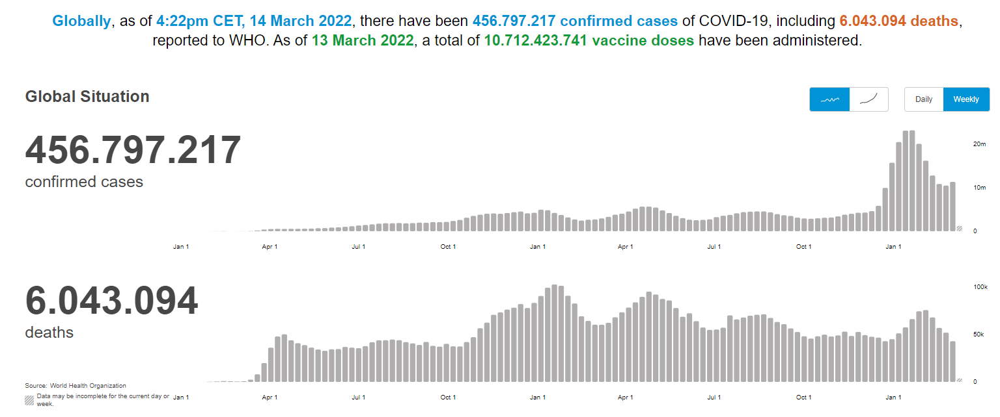 Globally, as of 4:22pm CET, 14 March 2022, there have been 456.797.217 confirmed cases of COVID-19, including 6.043.094 deaths,
reported to WHO. As of 13 March 2022, a total of 10.712.423.741 vaccine doses have been administered.
Global Situation
Daily Weekly
456.797.217
confirmed cases
20m
10m
0
Jan 1 Apr 1 Jul 1 Oct 1 Jan 1 Apr 1 Jul 1 Oct 1 Jan 1
6.043.094
deaths
100k
50k
0
Source: World Health Organization
Data may be incomplete for the current day or
week.
Jan 1 Apr 1 Jul 1 Oct 1 Jan 1 Apr 1 Jul 1 Oct 1 Jan 1